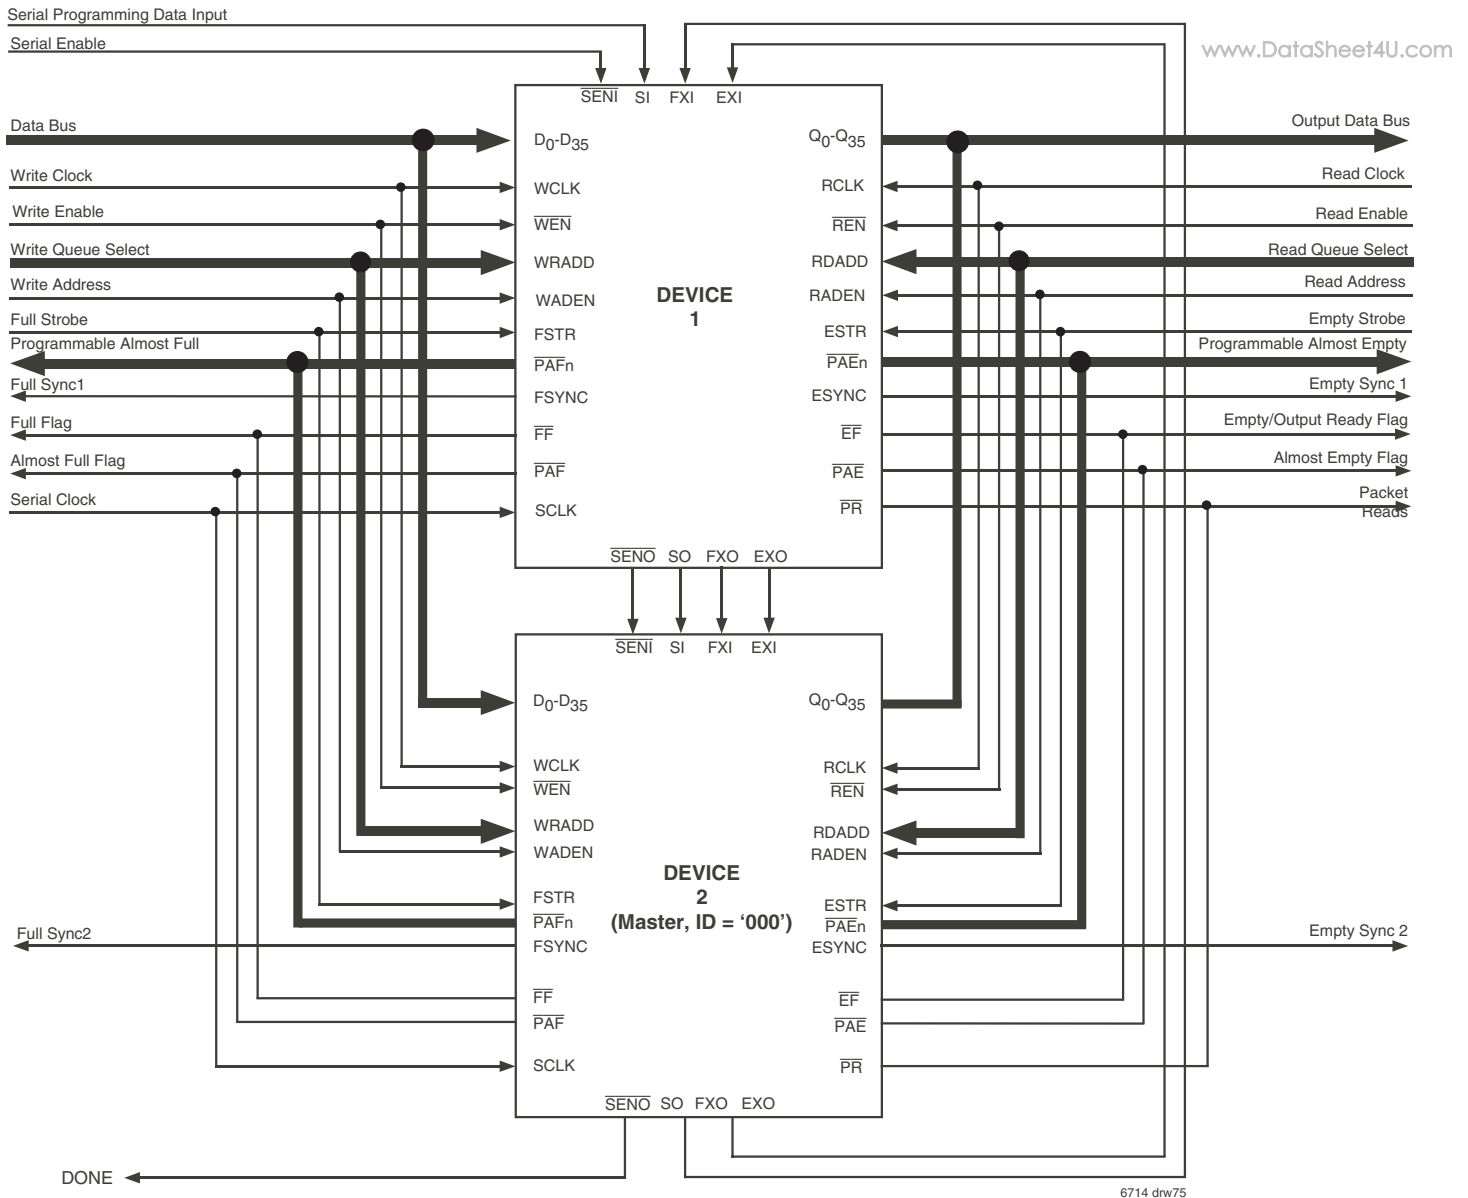 Serial Programming Data Input
Serial Enable
www.DataSheet4U.com
SENI SI FXI EXI
Data Bus
D0-D35
Q0-Q35
Output Data Bus
Write Clock
WCLK
RCLK
Read Clock
Write Enable
WEN
REN
Read Enable
Write Queue Select
WRADD
RDADD
Read Queue Select
Write Address
WADEN
DEVICE
1
RADEN
Read Address
Full Strobe
FSTR
ESTR
Empty Strobe
Programmable Almost Full
PAFn
PAEn
Programmable Almost Empty
Full Sync1
FSYNC
ESYNC
Empty Sync 1
Full Flag
FF
EF
Empty/Output Ready Flag
Almost Full Flag
PAF
PAE
Almost Empty Flag
Serial Clock
SCLK
PR
Packet
Reads
SENO SO FXO EXO
SENI SI FXI EXI
D0-D35
Q0-Q35
WCLK
RCLK
WEN
REN
WRADD
RDADD
WADEN
RADEN
DEVICE
2
(Master, ID = ‘000’)
FSTR
ESTR
PAFn
PAEn
Full Sync2
FSYNC
ESYNC
Empty Sync 2
FF
EF
PAF
PAE
SCLK
PR
SENO SO FXO EXO
DONE
6714 drw75